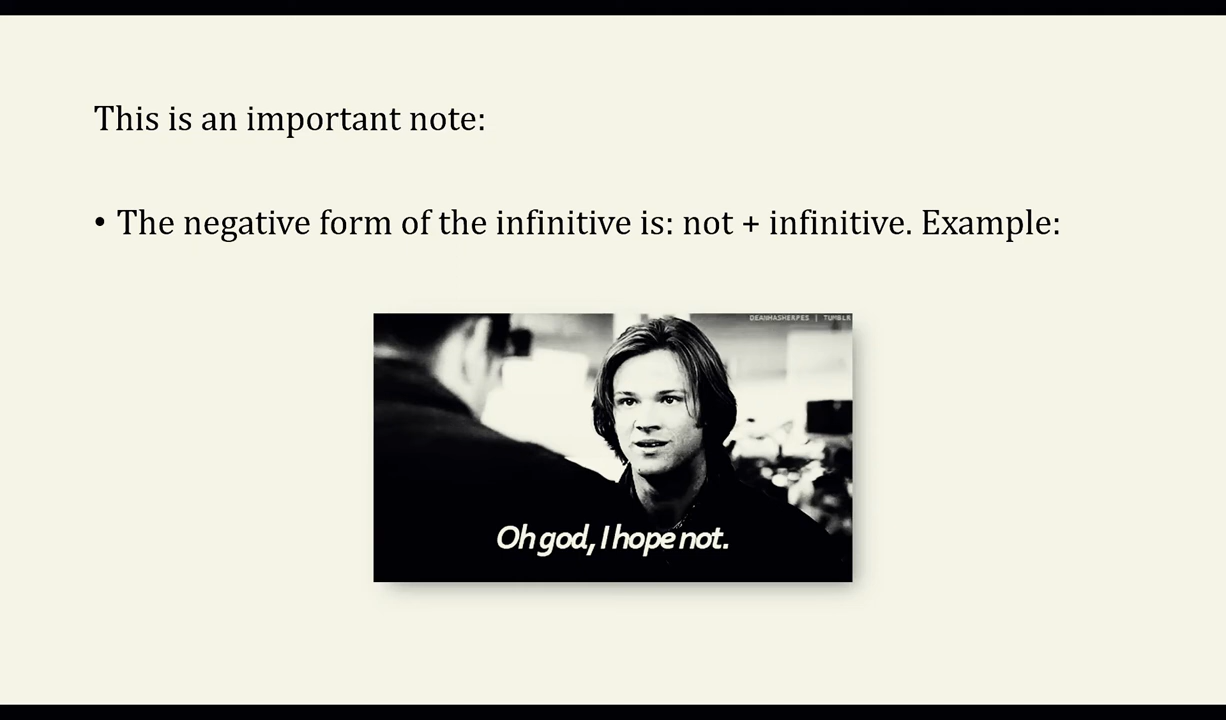 This is an important note:
• The negative form of the infinitive is: not + infinitive. Example:
DEANHASHERPES | TUMBLR
Oh god, I hope not.